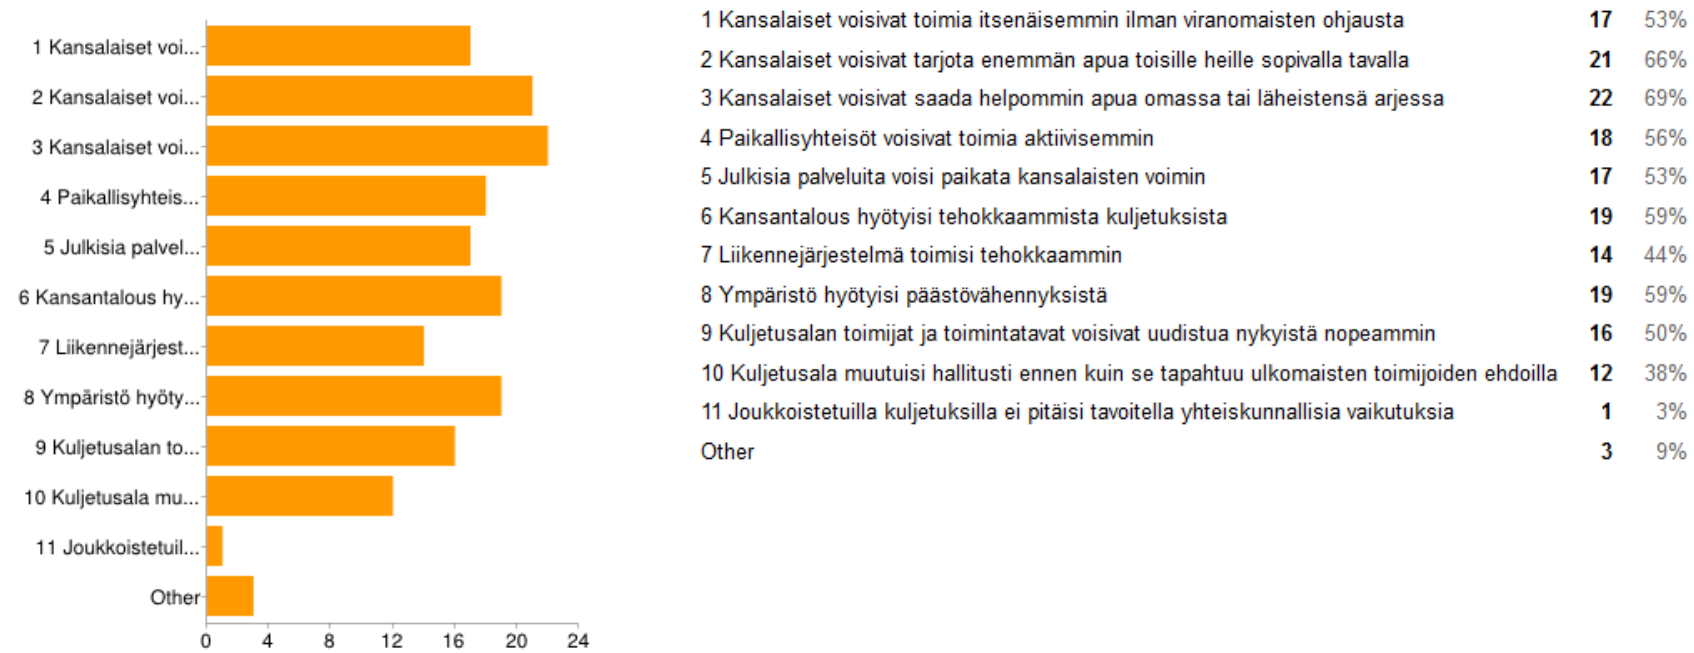 1 Kansalaiset voi...
2 Kansalaiset voi...
3 Kansalaiset voi...
4 Paikallisyhteis...
5 Julkisia palvel...
6 Kansantalous hy...
7 Liikennejärjest...
8 Ympäristö hyöty...
9 Kuljetusalan to...
10 Kuljetusala mu...
11 Joukkoistetuil...
Other
0 4 8 12 16 20 24
1 Kansalaiset voisivat toimia itsenäisemmin ilman viranomaisten ohjausta 17 53%
2 Kansalaiset voisivat tarjota enemmän apua toisille heille sopivalla tavalla 21 66%
3 Kansalaiset voisivat saada helpommin apua omassa tai läheistensä arjessa 22 69%
4 Paikallisyhteisöt voisivat toimia aktiivisemmin 18 56%
5 Julkisia palveluita voisi paikata kansalaisten voimin 17 53%
6 Kansantalous hyötyisi tehokkaammista kuljetuksista 19 59%
7 Liikennejärjestelmä toimisi tehokkaammin 14 44%
8 Ympäristö hyötyisi päästövähennyksistä 19 59%
9 Kuljetusalan toimijat ja toimintatavat voisivat uudistua nykyistä nopeammin 16 50%
10 Kuljetusala muutuisi hallitusti ennen kuin se tapahtuu ulkomaisten toimijoiden ehdoilla 12 38%
11 Joukkoistetuilla kuljetuksilla ei pitäisi tavoitella yhteiskunnallisia vaikutuksia 1 3%
Other 3 9%